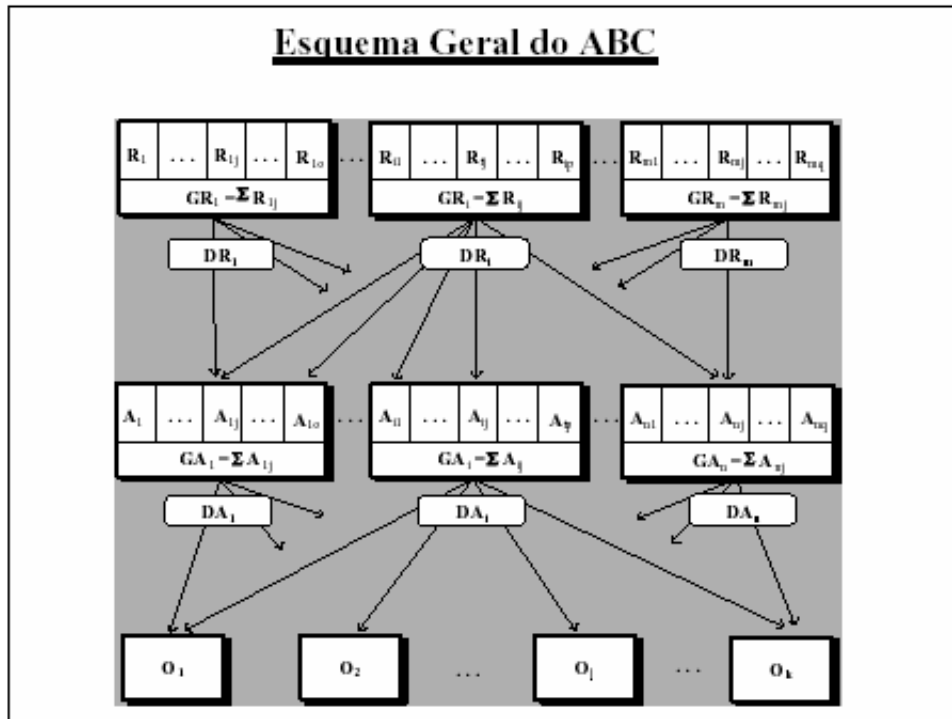 Esquema Geral do ABC
R₁ ... R₁ⱼ ... R₁ₒ ... Rᵢ₁ ... Rᵢⱼ ... Rᵢₚ ... Rₘ₁ ... Rₘⱼ ... Rₘq
GR₁ = Σ R₁ⱼ GRᵢ = Σ Rᵢⱼ GRₘ = Σ Rₘⱼ
DR₁ DRᵢ DRₘ
A₁ ... A₁ⱼ ... A₁ₒ ... Aᵢ₁ ... Aᵢⱼ ... Aᵢₚ ... Aₙ₁ ... Aₙⱼ ... Aₙq
GA₁ = Σ A₁ⱼ GAᵢ = Σ Aᵢⱼ GAₙ = Σ Aₙⱼ
DA₁ DAᵢ DAₙ
O₁ O₂ ... Oⱼ ... Oₖ